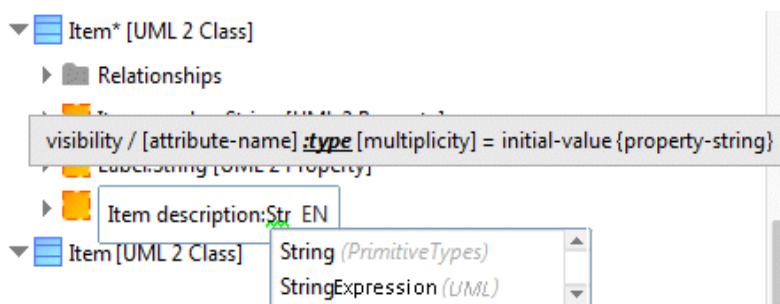 Item* [UML 2 Class]
Relationships
visibility / [attribute-name] :type [multiplicity] = initial-value {property-string}
Label:String [UML 2 Property]
Item description:Str EN
Item [UML 2 Class]
String (PrimitiveTypes)
StringExpression (UML)